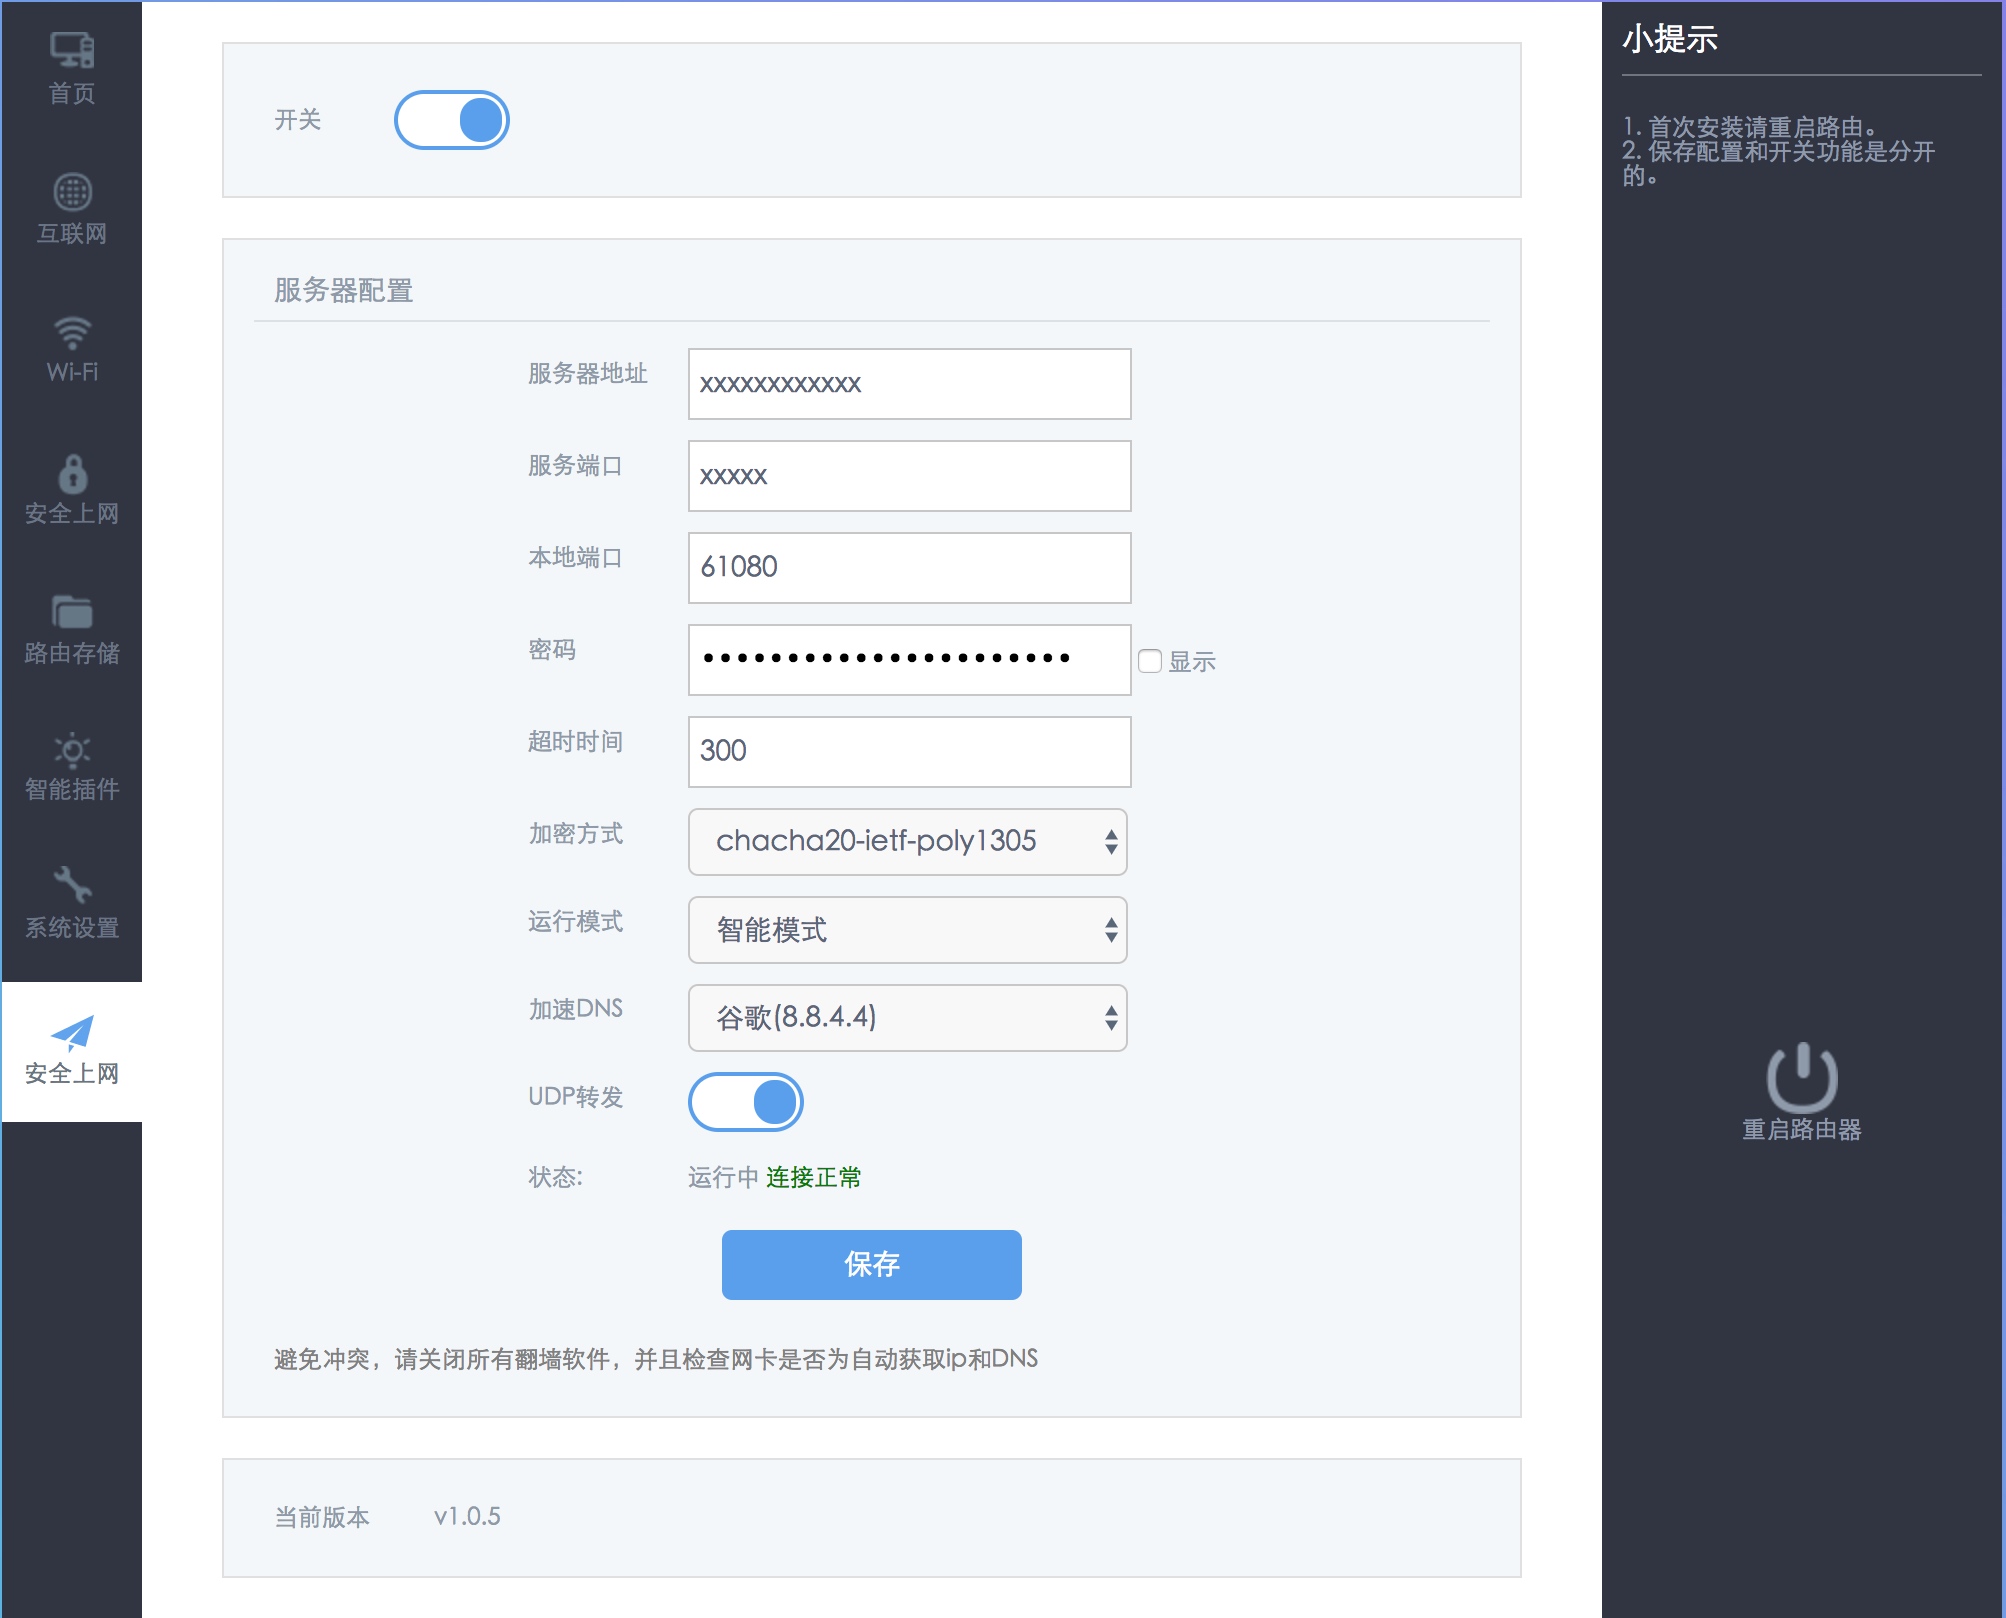 首页
互联网
Wi-Fi
安全上网
路由存储
智能插件
系统设置
安全上网
开关
服务器配置
服务器地址 xxxxxxxxxxxx
服务端口 xxxxx
本地端口 61080
密码 •••••••••••••••••••••• 显示
超时时间 300
加密方式 chacha20-ietf-poly1305
运行模式 智能模式
加速DNS 谷歌(8.8.4.4)
UDP转发
状态: 运行中 连接正常
保存
避免冲突，请关闭所有翻墙软件，并且检查网卡是否为自动获取ip和DNS
当前版本 v1.0.5
小提示
1. 首次安装请重启路由。
2. 保存配置和开关功能是分开
的。
重启路由器